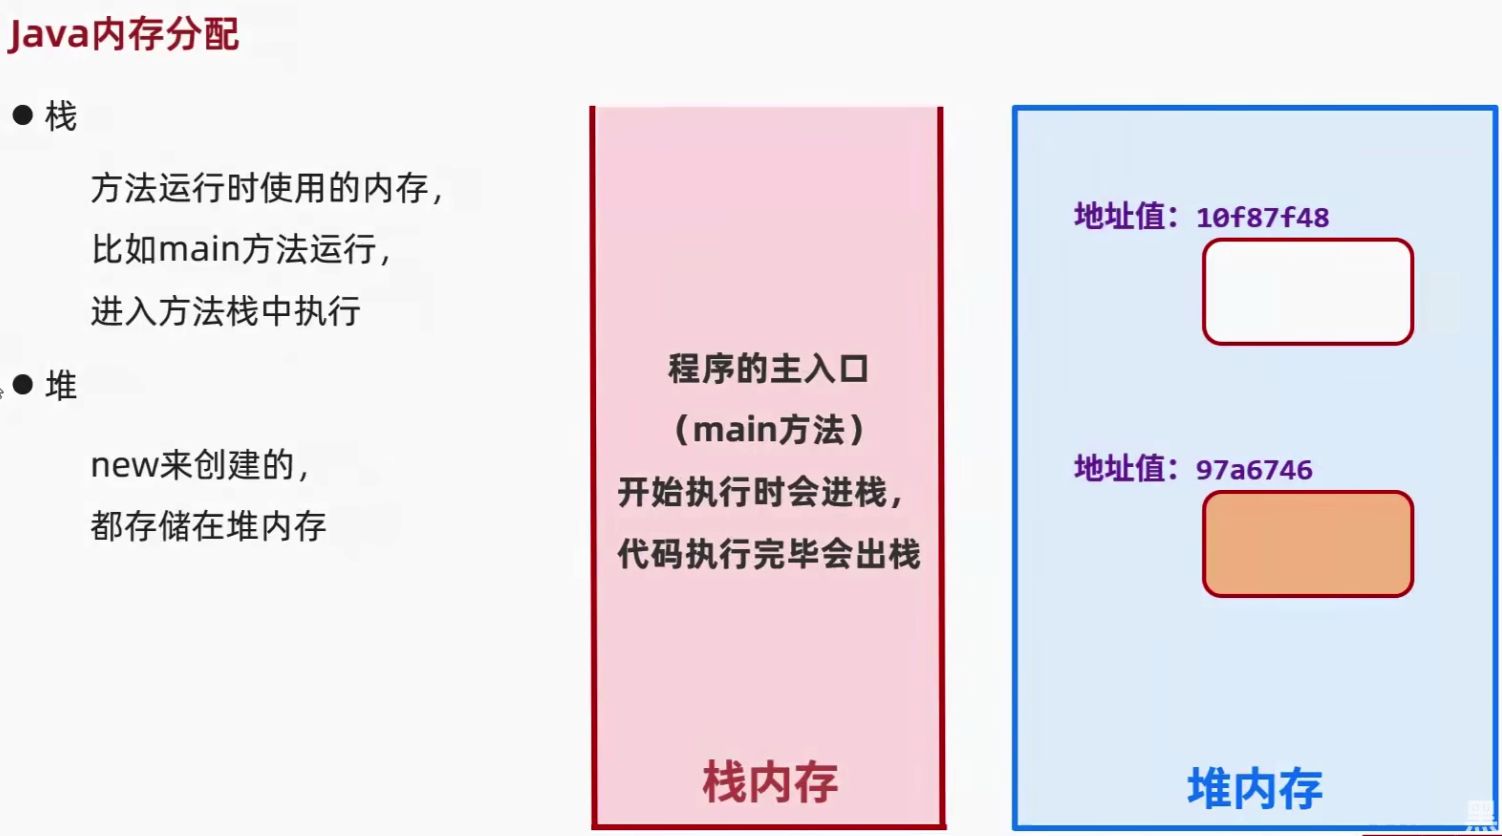 Java内存分配
● 栈
方法运行时使用的内存，
比如main方法运行，
进入方法栈中执行
● 堆
new来创建的，
都存储在堆内存
程序的主入口
（main方法）
开始执行时会进栈，
代码执行完毕会出栈
栈内存
地址值：10f87f48
地址值：97a6746
堆内存
黑